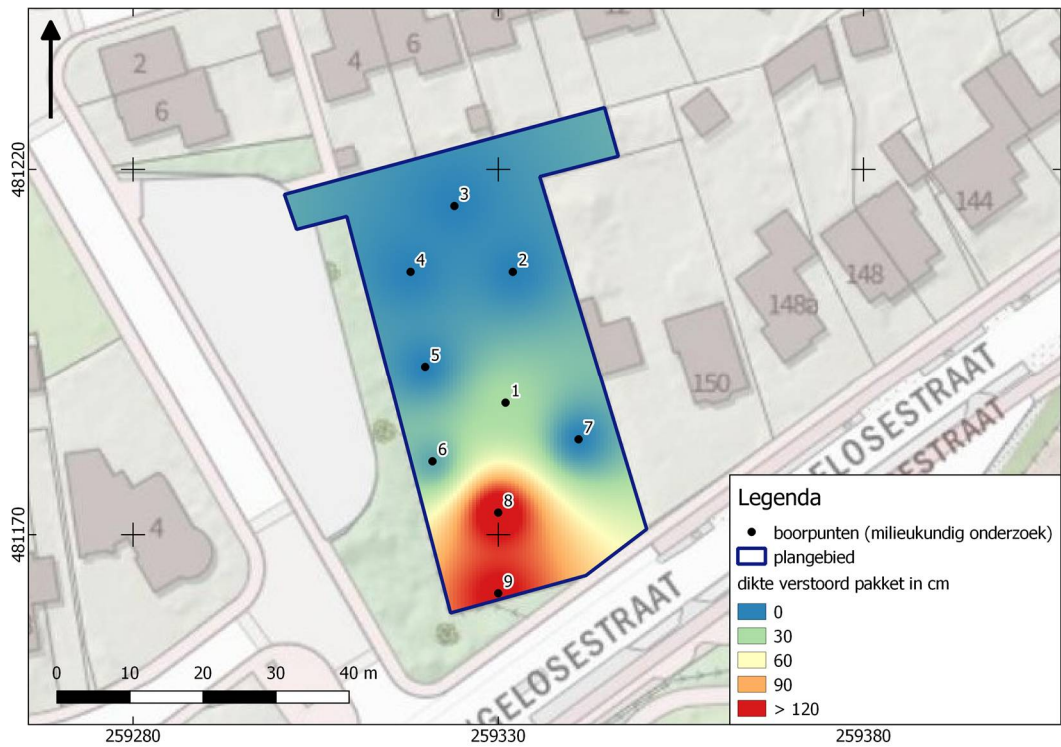 2
6
4
6
481220
3
4
2
5
1
7
6
8
9
144
148
148a
150
GELOSESTRAAT
ESTRAAT
NGELOSESTRAAT
4
481170
0 10 20 30 40 m
Legenda
boorpunten (milieukundig onderzoek)
plangebied
dikte verstoord pakket in cm
0
30
60
90
> 120
259280 259330 259380